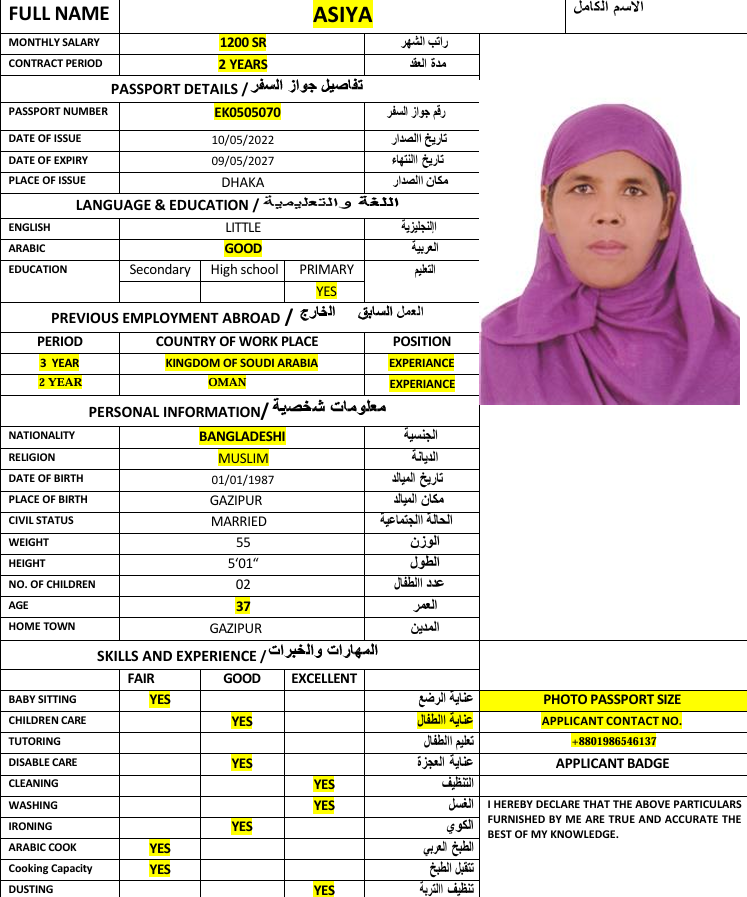 FULL NAME ASIYA الاسم الكامل
MONTHLY SALARY 1200 SR راتب الشهر
CONTRACT PERIOD 2 YEARS مدة العقد
PASSPORT DETAILS / تفاصيل جواز السفر
PASSPORT NUMBER EK0505070 رقم جواز السفر
DATE OF ISSUE 10/05/2022 تاريخ االصدار
DATE OF EXPIRY 09/05/2027 تاريخ االنتهاء
PLACE OF ISSUE DHAKA مكان االصدار
LANGUAGE & EDUCATION / اللغة والتعليمية
ENGLISH LITTLE اإلنجليزية
ARABIC GOOD العربية
EDUCATION Secondary High school PRIMARY التعليم
YES
PREVIOUS EMPLOYMENT ABROAD / العمل السابق الخارج
PERIOD COUNTRY OF WORK PLACE POSITION
3 YEAR KINGDOM OF SOUDI ARABIA EXPERIANCE
2 YEAR OMAN EXPERIANCE
PERSONAL INFORMATION/ معلومات شخصية
NATIONALITY BANGLADESHI الجنسية
RELIGION MUSLIM الديانة
DATE OF BIRTH 01/01/1987 تاريخ الميالد
PLACE OF BIRTH GAZIPUR مكان الميالد
CIVIL STATUS MARRIED الحالة االجتماعية
WEIGHT 55 الوزن
HEIGHT 5’01“ الطول
NO. OF CHILDREN 02 عدد االطفال
AGE 37 العمر
HOME TOWN GAZIPUR المدين
SKILLS AND EXPERIENCE / المهارات والخبرات
FAIR GOOD EXCELLENT
BABY SITTING YES عناية الرضع
CHILDREN CARE YES عناية االطفال
TUTORING تعليم االطفال
DISABLE CARE YES عناية العجزة
CLEANING YES التنظيف
WASHING YES الغسل
IRONING YES الكوي
ARABIC COOK YES الطبخ العربي
Cooking Capacity YES تتقبل الطبخ
DUSTING YES تنظيف االتربة
PHOTO PASSPORT SIZE
APPLICANT CONTACT NO.
+8801986546137
APPLICANT BADGE
I HEREBY DECLARE THAT THE ABOVE PARTICULARS
FURNISHED BY ME ARE TRUE AND ACCURATE THE
BEST OF MY KNOWLEDGE.